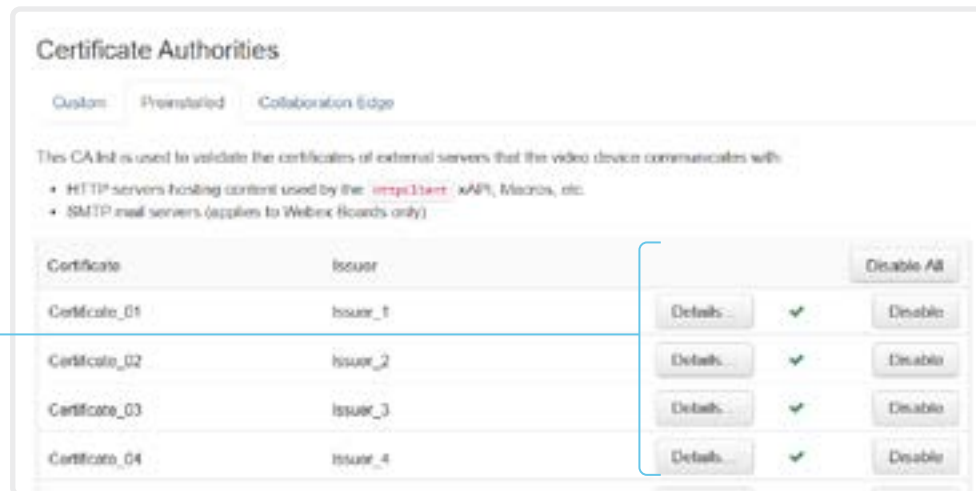 Certificate Authorities
Custom Preinstalled Collaboration Edge
This CA list is used to validate the certificates of external servers that the video device communicates with:
• HTTP servers hosting content used by the HttpClient xAPI, Macros, etc.
• SMTP mail servers (applies to Webex Boards only)
Certificate Issuer Disable All
Certificate_01 Issuer_1 Details... ✔ Disable
Certificate_02 Issuer_2 Details... ✔ Disable
Certificate_03 Issuer_3 Details... ✔ Disable
Certificate_04 Issuer_4 Details... ✔ Disable